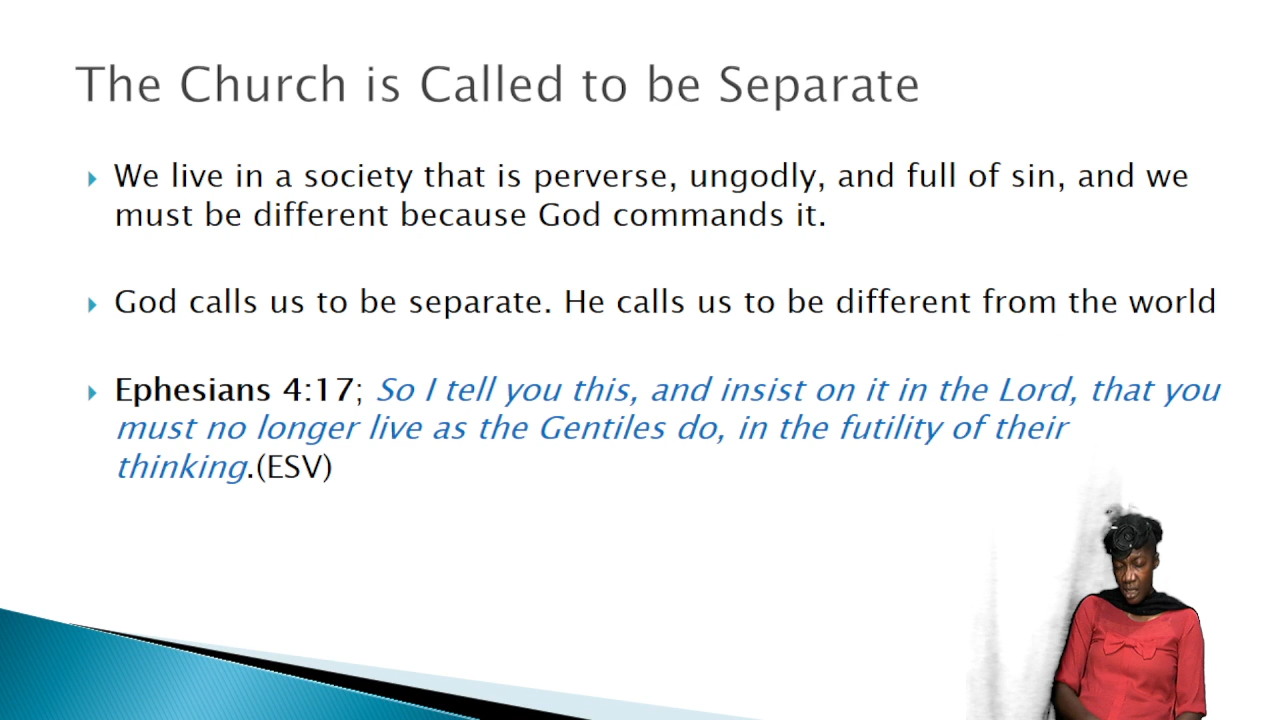 The Church is Called to be Separate
We live in a society that is perverse, ungodly, and full of sin, and we
must be different because God commands it.
God calls us to be separate. He calls us to be different from the world
Ephesians 4:17; So I tell you this, and insist on it in the Lord, that you
must no longer live as the Gentiles do, in the futility of their
thinking.(ESV)